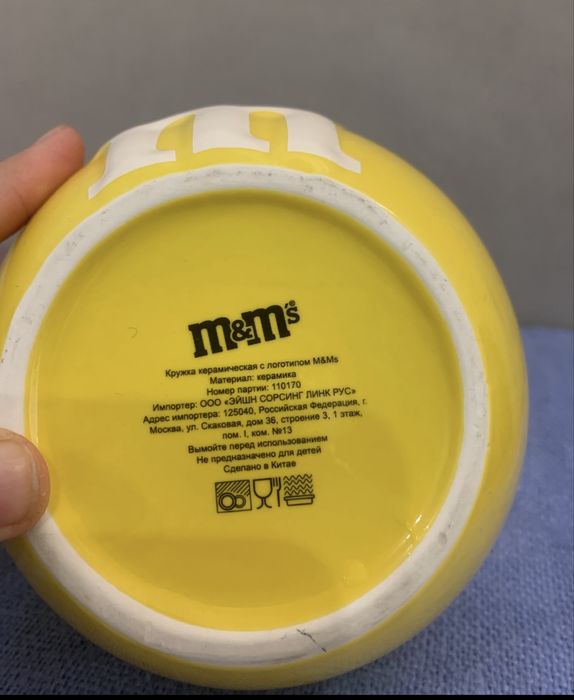 m
m&m's®
Кружка керамическая с логотипом M&Ms
Материал: керамика
Номер партии: 110170
Импортер: ООО «ЭЙШН СОРСИНГ ЛИНК РУС»
Адрес импортера: 125040, Российская Федерация, г.
Москва, ул. Скаковая, дом 36, строение 3, 1 этаж,
пом. I, ком. №13
Вымойте перед использованием
Не предназначено для детей
Сделано в Китае